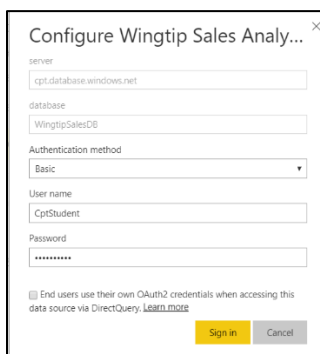 Configure Wingtip Sales Analy...
server
cpt.database.windows.net
database
WingtipSalesDB
Authentication method
Basic
User name
CptStudent
Password
••••••••••
End users use their own OAuth2 credentials when accessing this
data source via DirectQuery. Learn more
Sign in Cancel